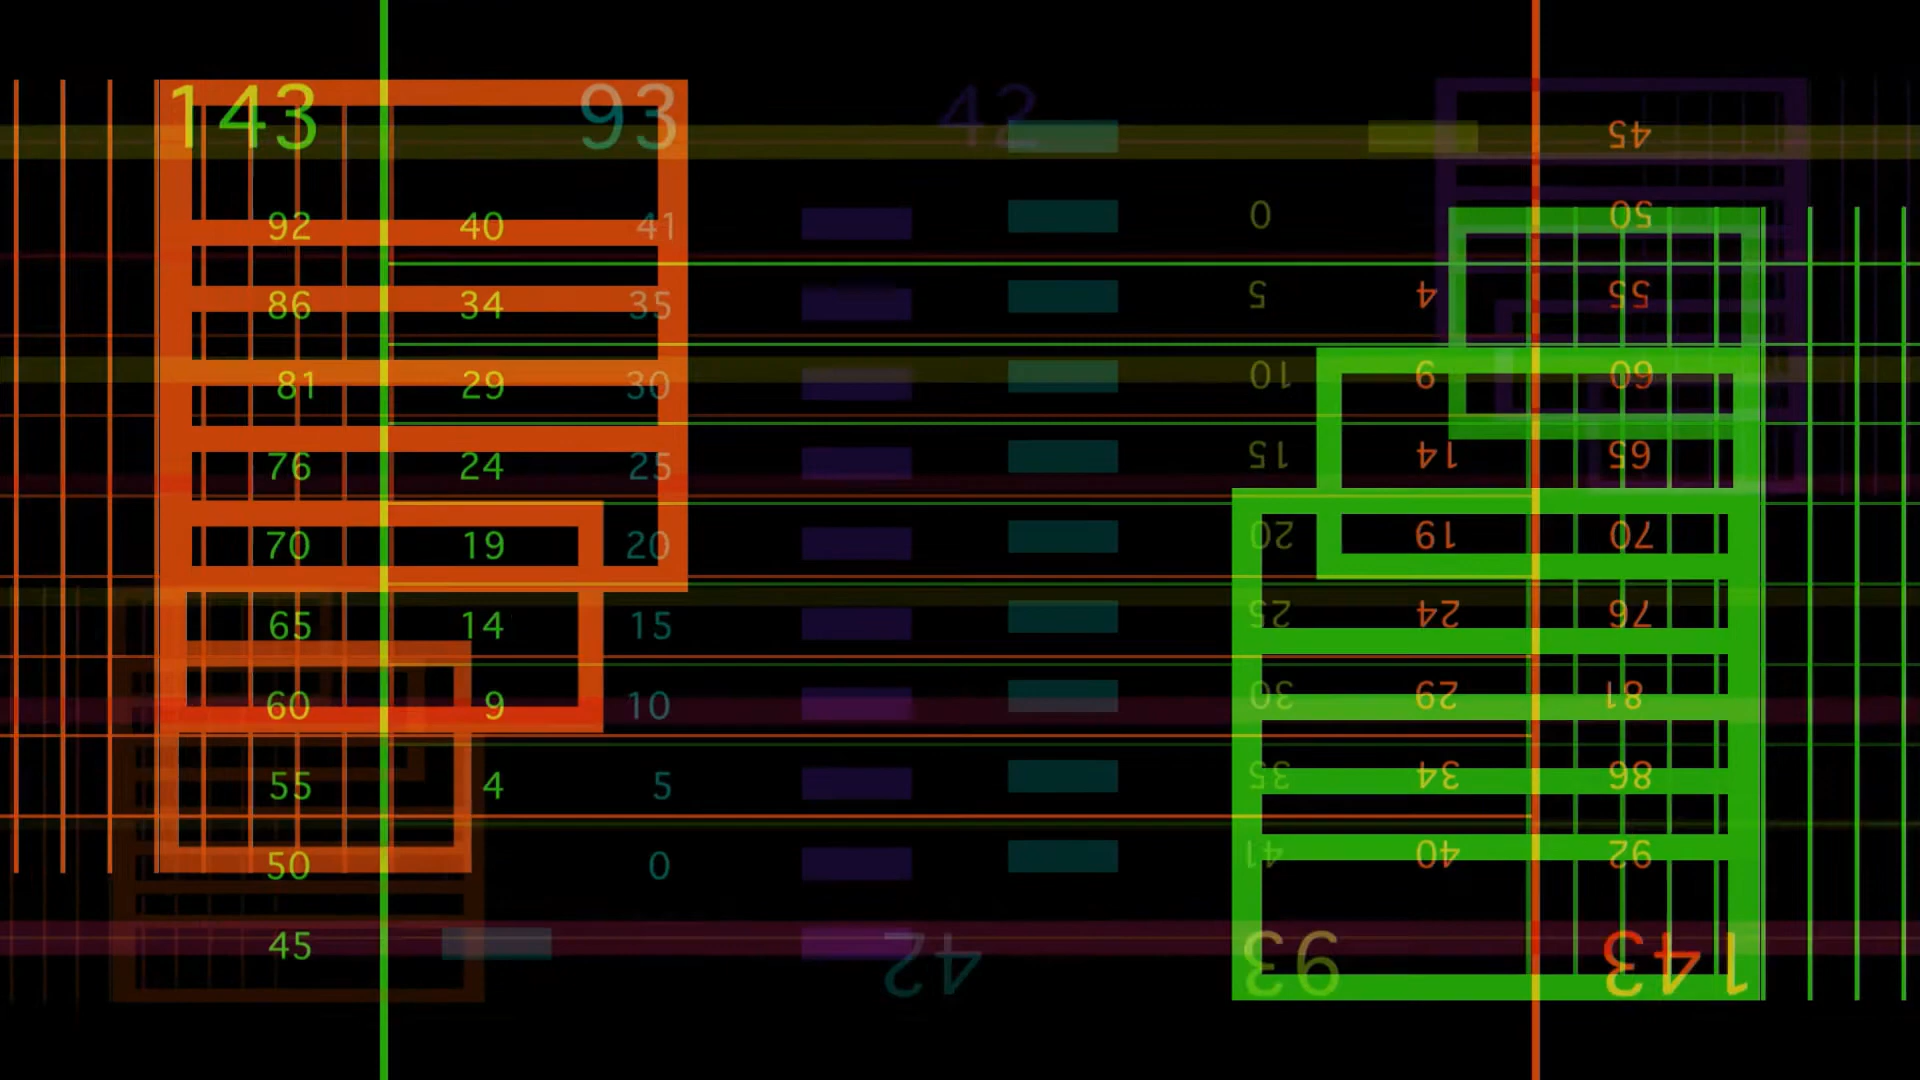 143 93 42
45
92 40 41 0 50
86 34 35 5 4 55
81 29 30 10 9 60
76 24 25 15 14 65
70 19 20 20 19 70
65 14 15 25 24 76
60 9 10 30 29 81
55 4 5 35 34 86
50 0 41 40 92
45
42 93 143